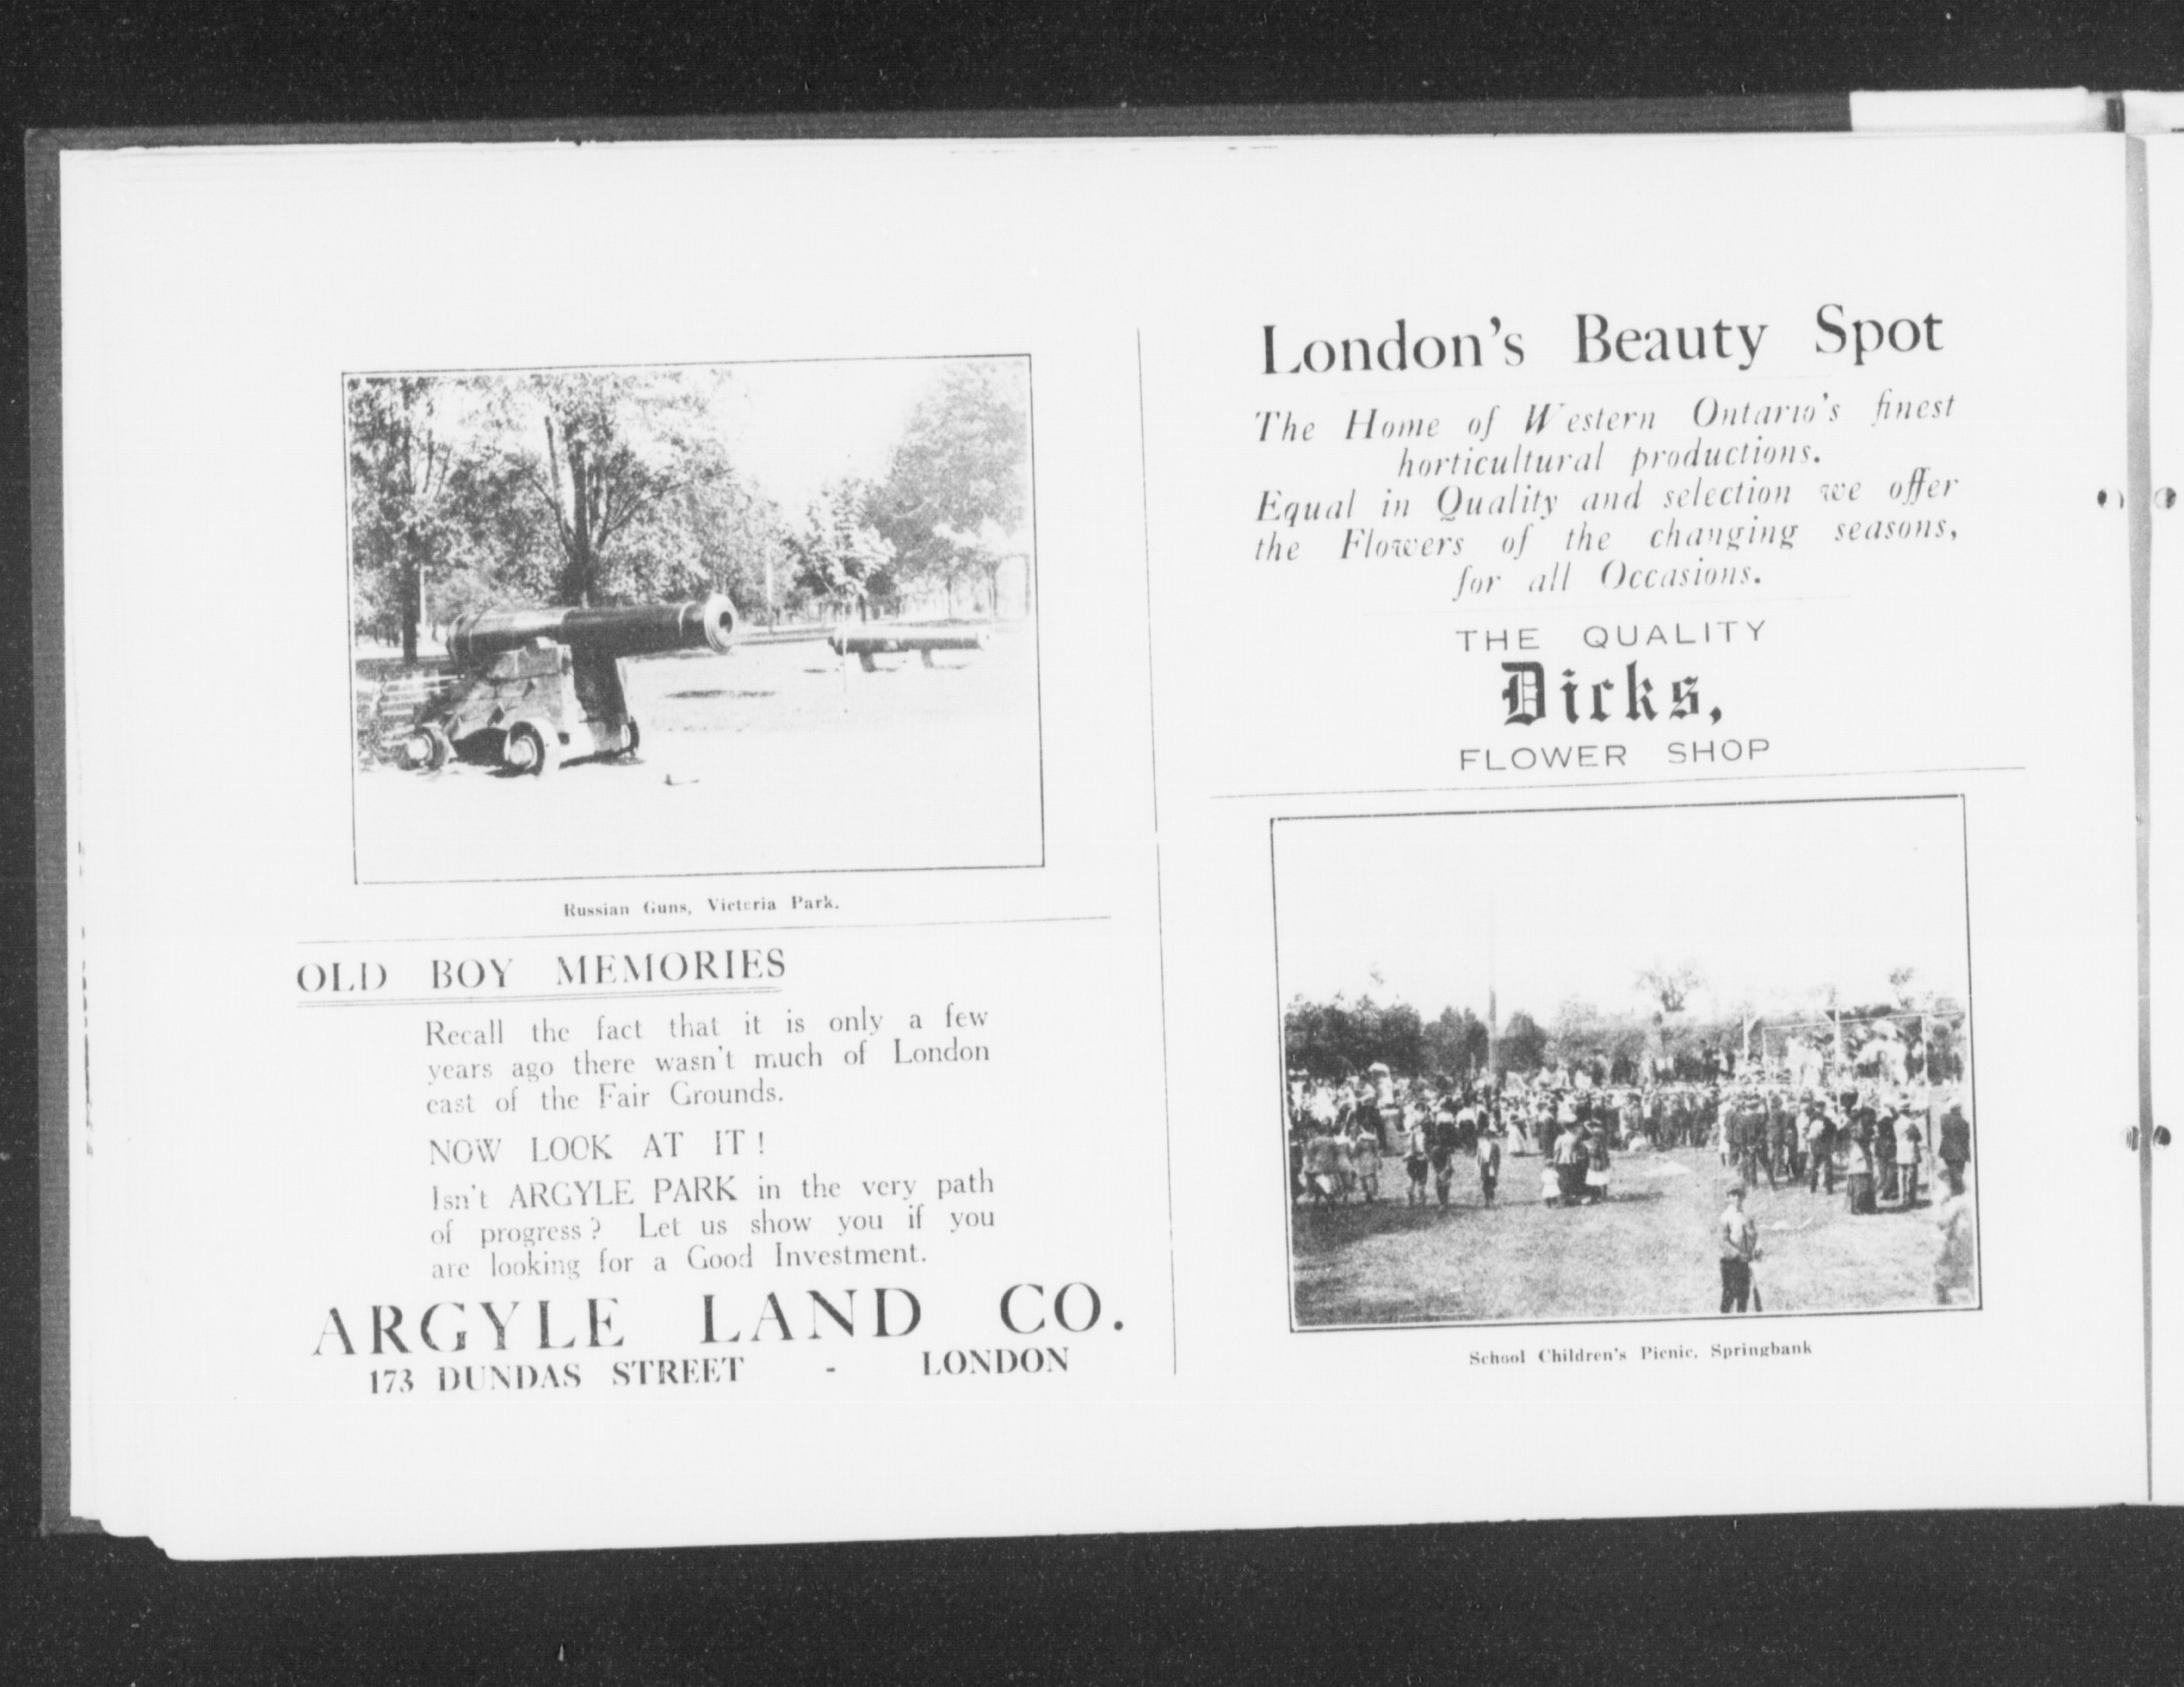 Russian Guns, Victoria Park.
OLD BOY MEMORIES
Recall the fact that it is only a few
years ago there wasn't much of London
east of the Fair Grounds.
NOW LOOK AT IT!
Isn't ARGYLE PARK in the very path
of progress? Let us show you if you
are looking for a Good Investment.
ARGYLE LAND CO.
173 DUNDAS STREET - LONDON
London's Beauty Spot
The Home of Western Ontario's finest
horticultural productions.
Equal in Quality and selection we offer
the Flowers of the changing seasons,
for all Occasions.
THE QUALITY
Dicks,
FLOWER SHOP
School Children's Picnic, Springbank